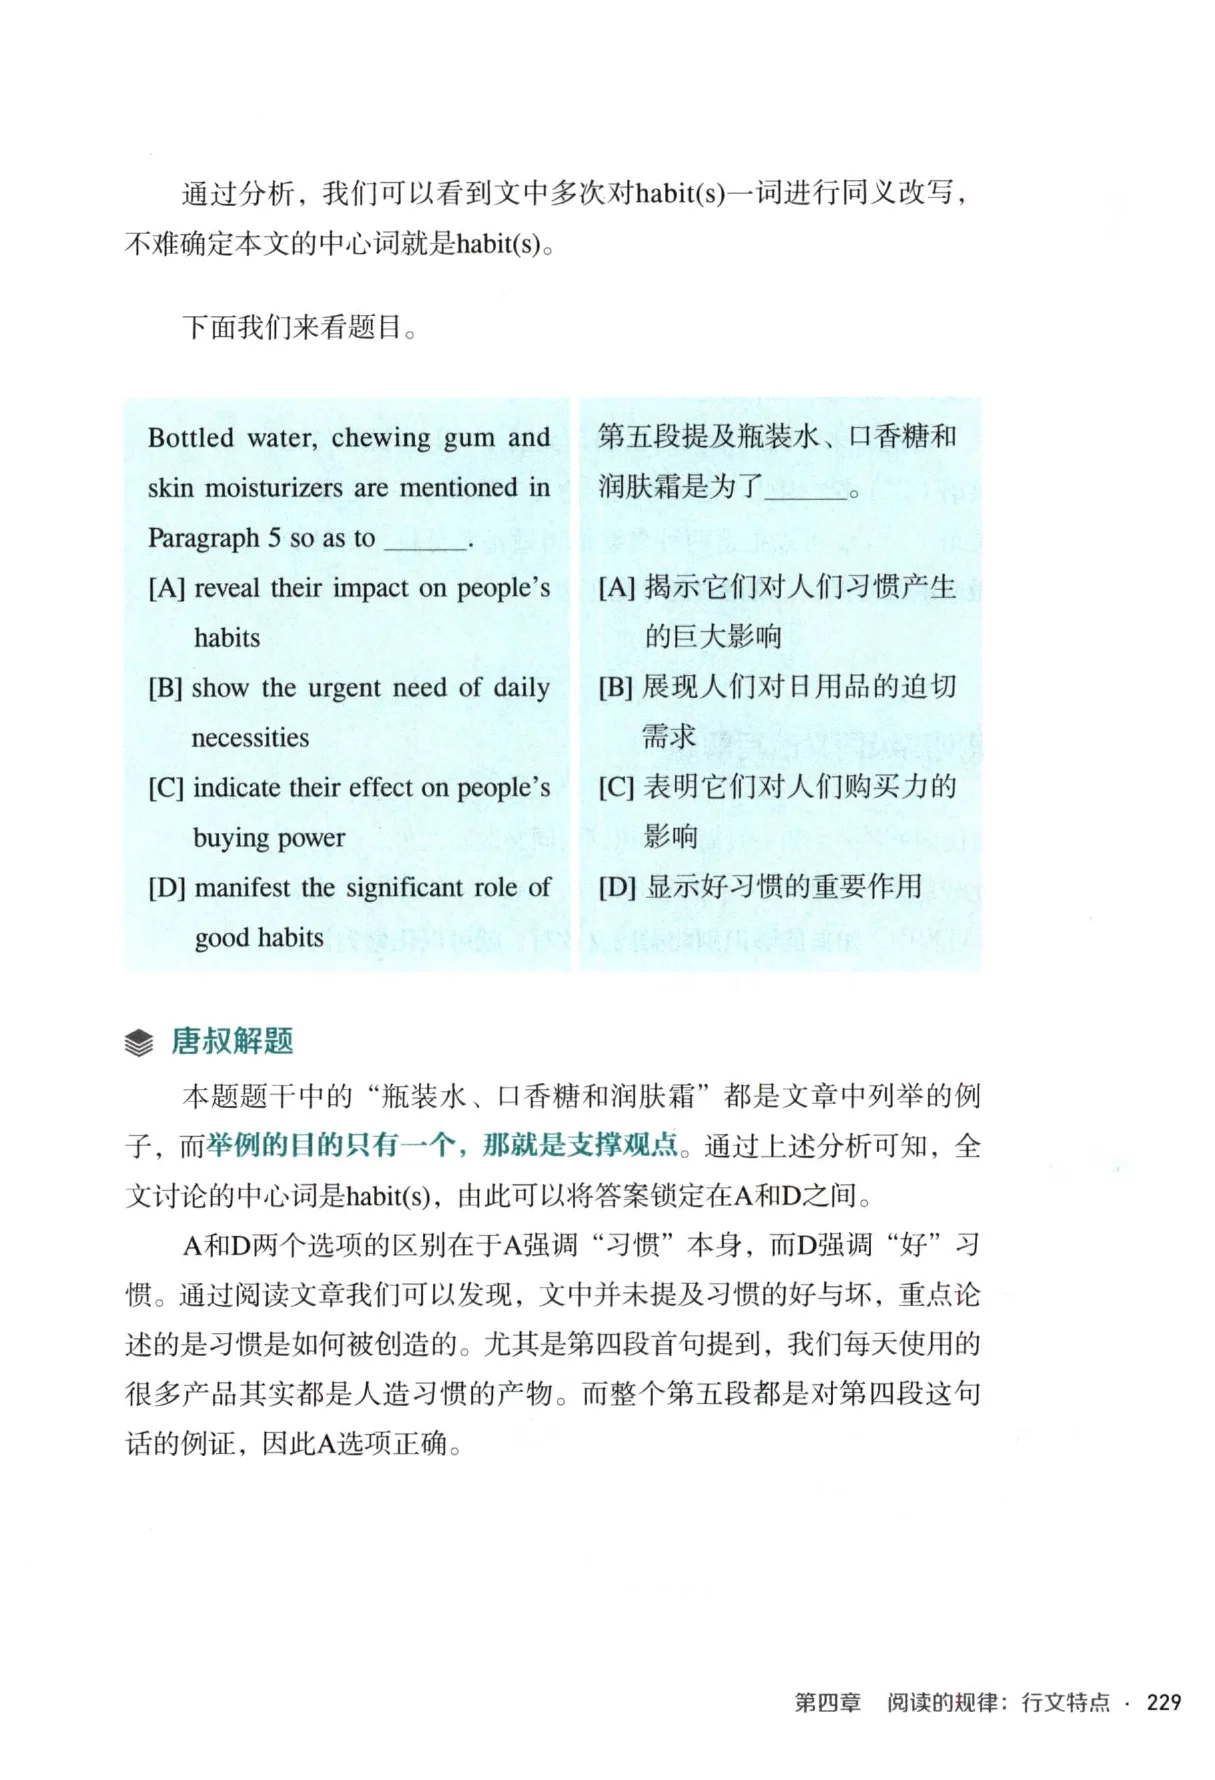 通过分析，我们可以看到文中多次对habit(s)一词进行同义改写，
不难确定本文的中心词就是habit(s)。
下面我们来看题目。
Bottled water, chewing gum and
skin moisturizers are mentioned in
Paragraph 5 so as to ______.
[A] reveal their impact on people's
habits
[B] show the urgent need of daily
necessities
[C] indicate their effect on people's
buying power
[D] manifest the significant role of
good habits
第五段提及瓶装水、口香糖和
润肤霜是为了______。
[A] 揭示它们对人们习惯产生
的巨大影响
[B] 展现人们对日用品的迫切
需求
[C] 表明它们对人们购买力的
影响
[D] 显示好习惯的重要作用
唐叔解题
本题题干中的“瓶装水、口香糖和润肤霜”都是文章中列举的例
子，而举例的目的只有一个，那就是支撑观点。通过上述分析可知，全
文讨论的中心词是habit(s)，由此可以将答案锁定在A和D之间。
A和D两个选项的区别在于A强调“习惯”本身，而D强调“好”习
惯。通过阅读文章我们可以发现，文中并未提及习惯的好与坏，重点论
述的是习惯是如何被创造的。尤其是第四段首句提到，我们每天使用的
很多产品其实都是人造习惯的产物。而整个第五段都是对第四段这句
话的例证，因此A选项正确。
第四章 阅读的规律：行文特点 · 229